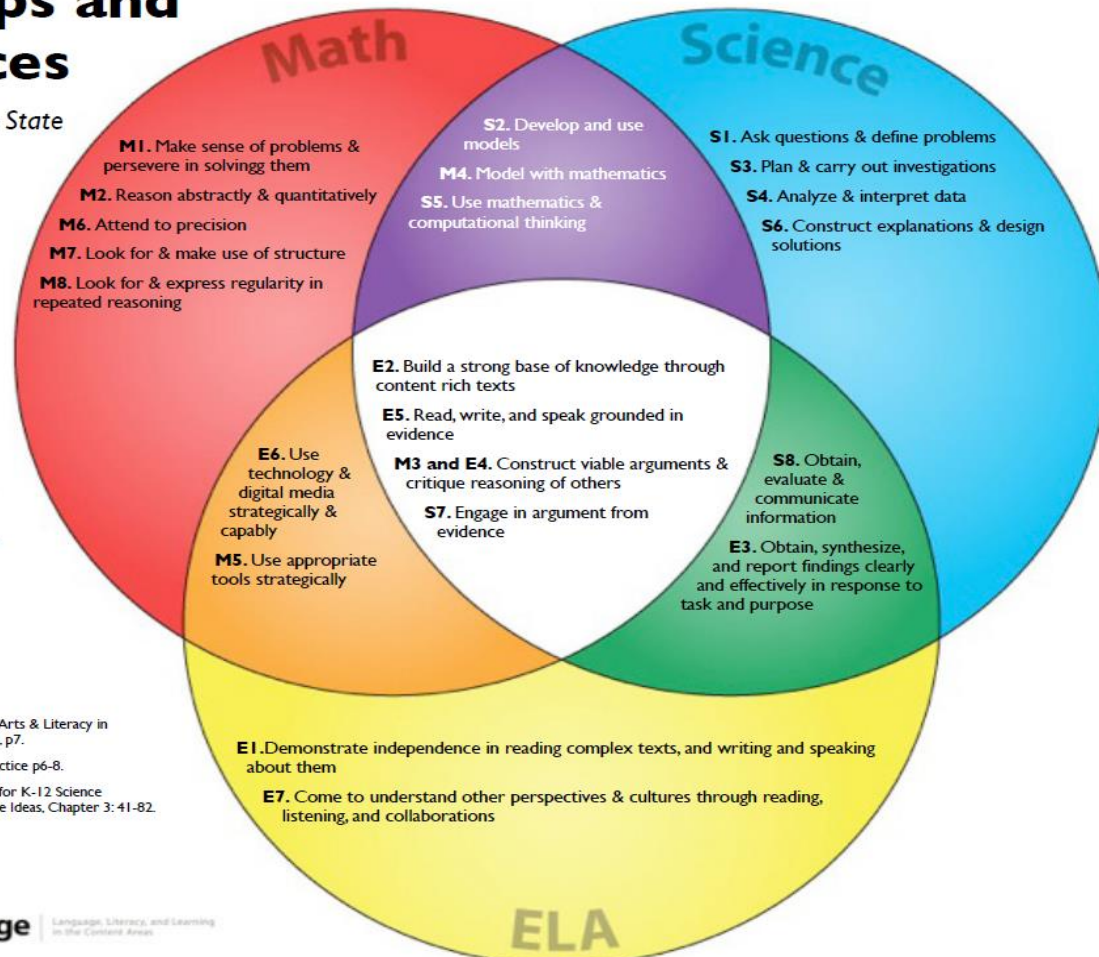 ps and
ces
State
Math
Science
M1. Make sense of problems &
persevere in solvingg them
M2. Reason abstractly & quantitatively
M6. Attend to precision
M7. Look for & make use of structure
M8. Look for & express regularity in
repeated reasoning
S2. Develop and use
models
M4. Model with mathematics
S5. Use mathematics &
computational thinking
S1. Ask questions & define problems
S3. Plan & carry out investigations
S4. Analyze & interpret data
S6. Construct explanations & design
solutions
E2. Build a strong base of knowledge through
content rich texts
E5. Read, write, and speak grounded in
evidence
M3 and E4. Construct viable arguments &
critique reasoning of others
S7. Engage in argument from
evidence
E6. Use
technology &
digital media
strategically &
capably
M5. Use appropriate
tools strategically
S8. Obtain,
evaluate &
communicate
information
E3. Obtain, synthesize,
and report findings clearly
and effectively in response to
task and purpose
E1.Demonstrate independence in reading complex texts, and writing and speaking
about them
E7. Come to understand other perspectives & cultures through reading,
listening, and collaborations
ELA
Arts & Literacy in
, p7.
ctice p6-8.
for K-12 Science
e Ideas, Chapter 3: 41-82.
ge
Language, Literacy, and Learning
in the Content Areas